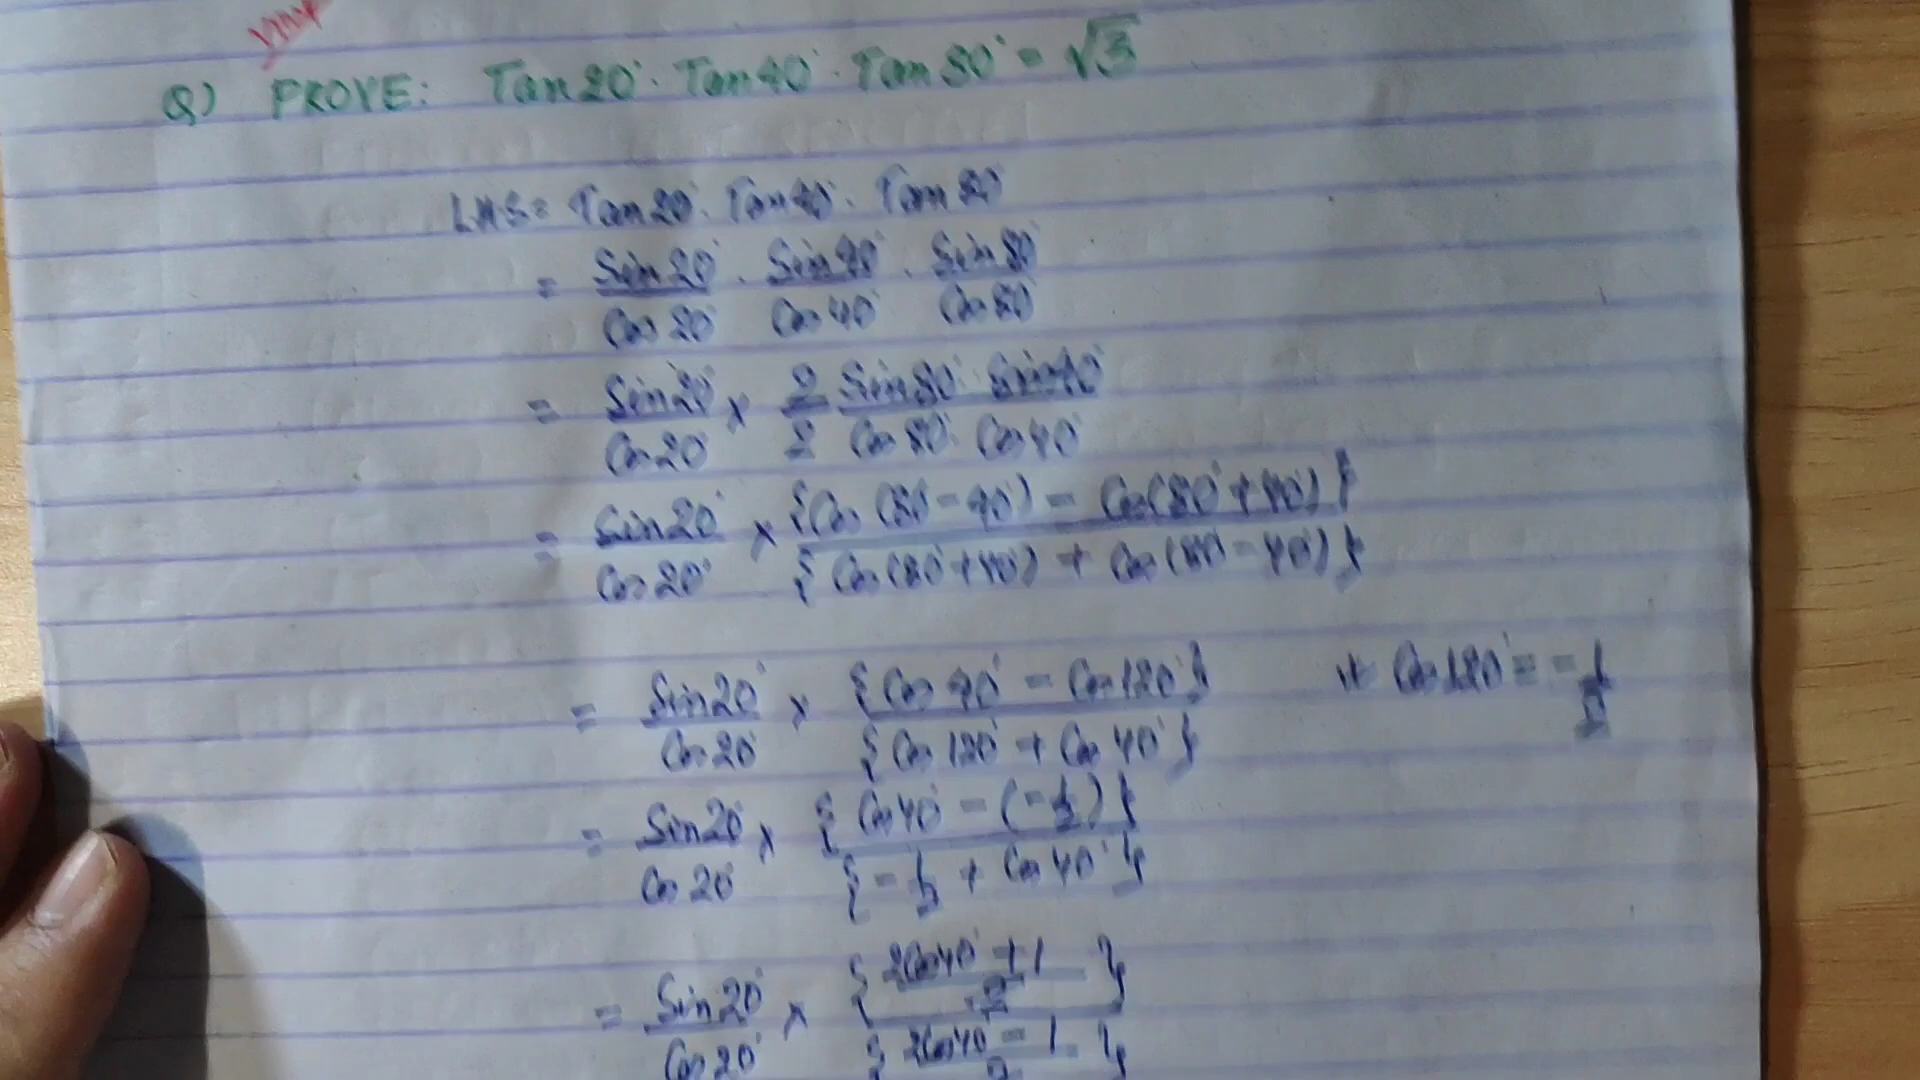 Q) PROVE: Tan20° · Tan40° · Tan80° = √3
L.H.S = Tan20° · Tan40° · Tan80°
= Sin20°/Cos20° · Sin40°/Cos40° · Sin80°/Cos80°
= Sin20°/Cos20° × 2/2 Sin80° · Sin40°/Cos80° · Cos40°
= Sin20°/Cos20° × {Cos(80°-40°) - Cos(80°+40°)}/{Cos(80°+40°) + Cos(80°-40°)}
= Sin20°/Cos20° × {Cos40° - Cos120°}/{Cos120° + Cos40°} * Cos120° = -1/2
= Sin20°/Cos20° × {Cos40° - (-1/2)}/{-1/2 + Cos40°}
= Sin20°/Cos20° × {2Cos40° + 1/2}/{2Cos40° - 1/2}